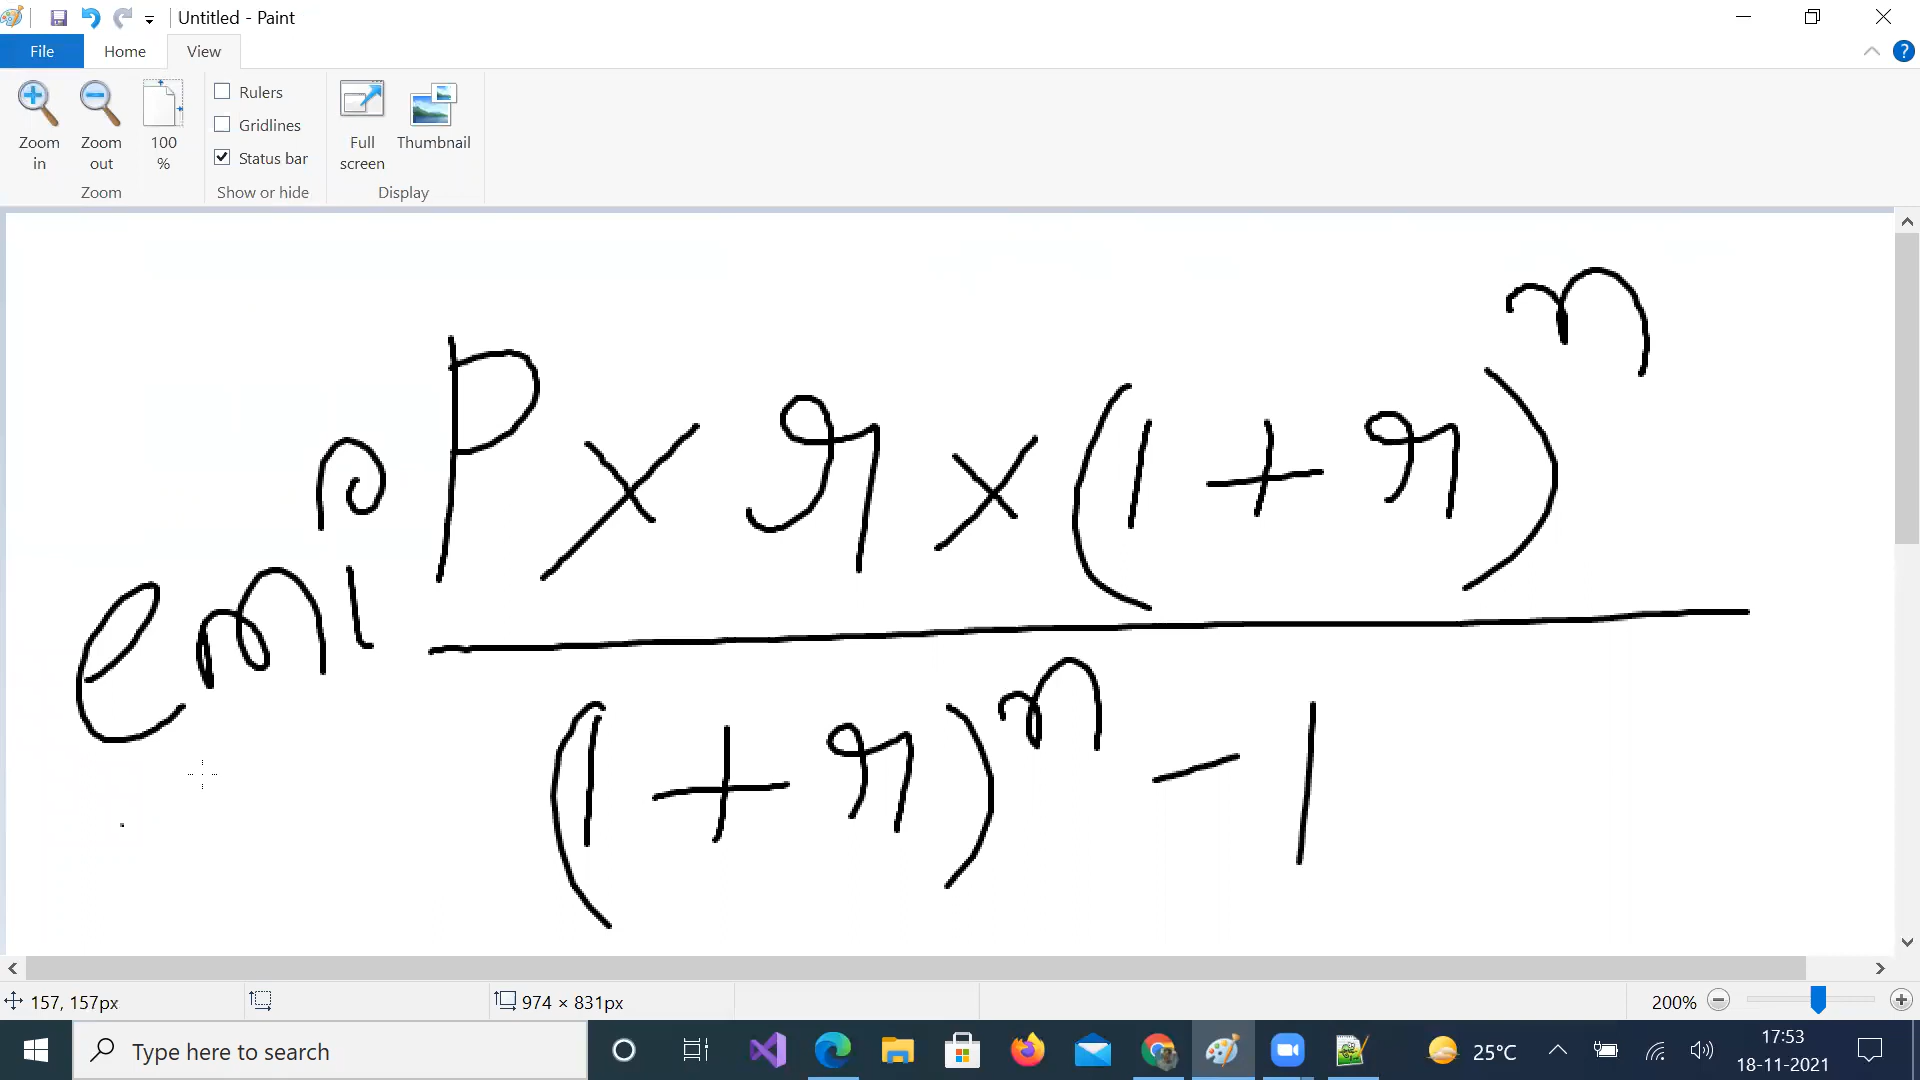 Untitled - Paint
File Home View
Zoom in
Zoom out
100 %
Rulers
Gridlines
Status bar
Full screen
Thumbnail
Zoom
Show or hide
Display
P × r × (1 + r)^n
emi
(1 + r)^n - 1
157, 157px
974 × 831px
200%
Type here to search
25°C
17:53
18-11-2021